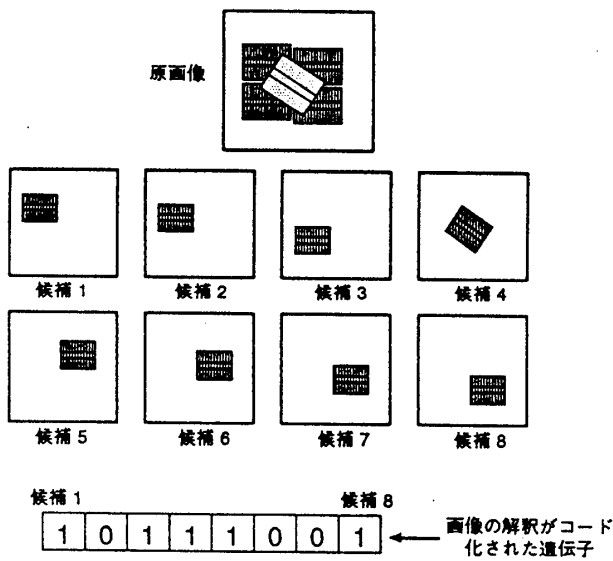 原画像
候補 1
候補 2
候補 3
候補 4
候補 5
候補 6
候補 7
候補 8
候補 1
候補 8
1 0 1 1 1 0 0 1
画像の解釈がコード
化された遺伝子